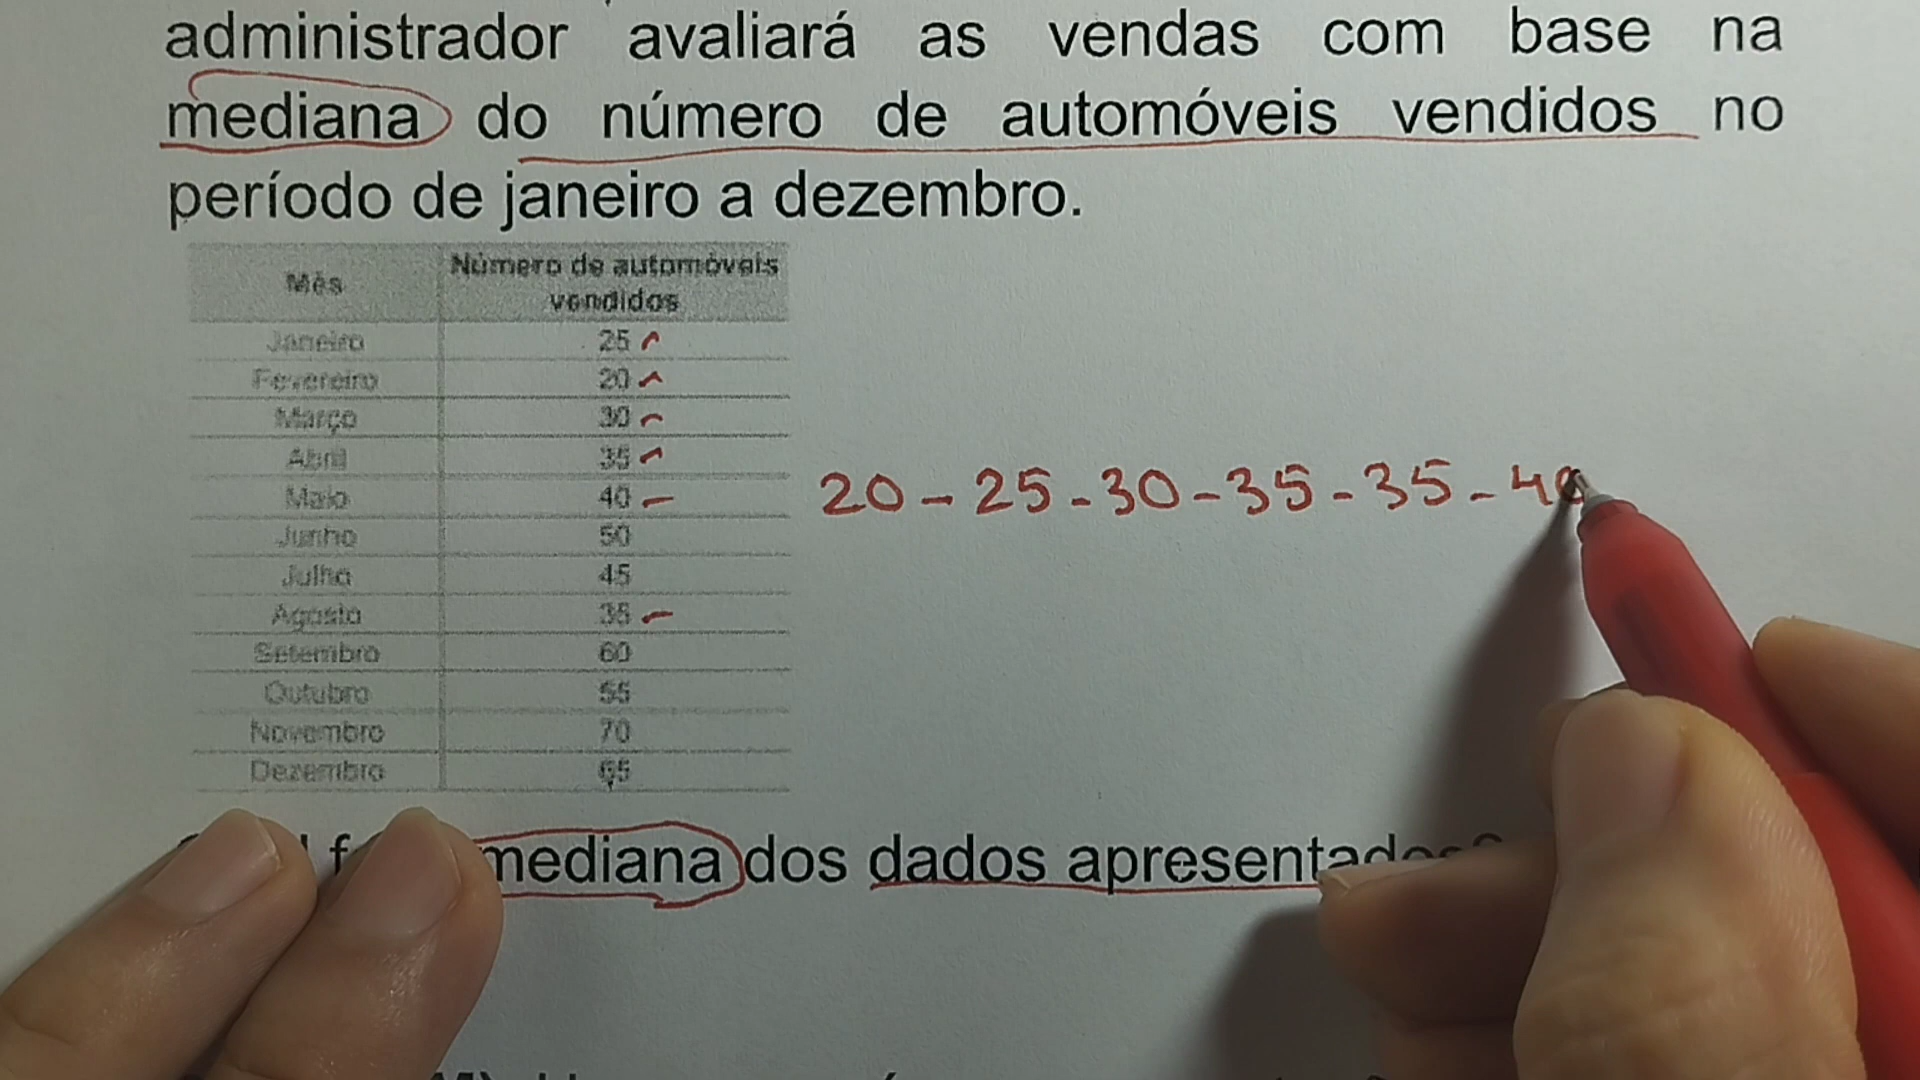 administrador avaliará as vendas com base na
mediana do número de automóveis vendidos no
período de janeiro a dezembro.
Mês Número de automóveis vendidos
Janeiro 25
Fevereiro 20
Março 30
Abril 35
Maio 40
Junho 50
Julho 45
Agosto 35
Setembro 60
Outubro 55
Novembro 70
Dezembro 65
20 - 25 - 30 - 35 - 35 - 40
mediana dos dados apresentados?